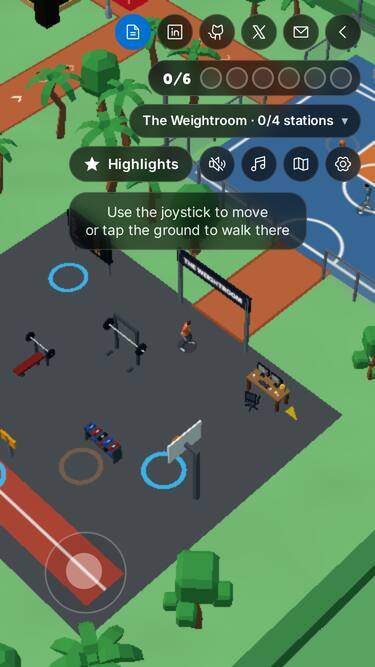 0/6
The Weightroom · 0/4 stations
Highlights
Use the joystick to move
or tap the ground to walk there
THE WEIGHTROOM